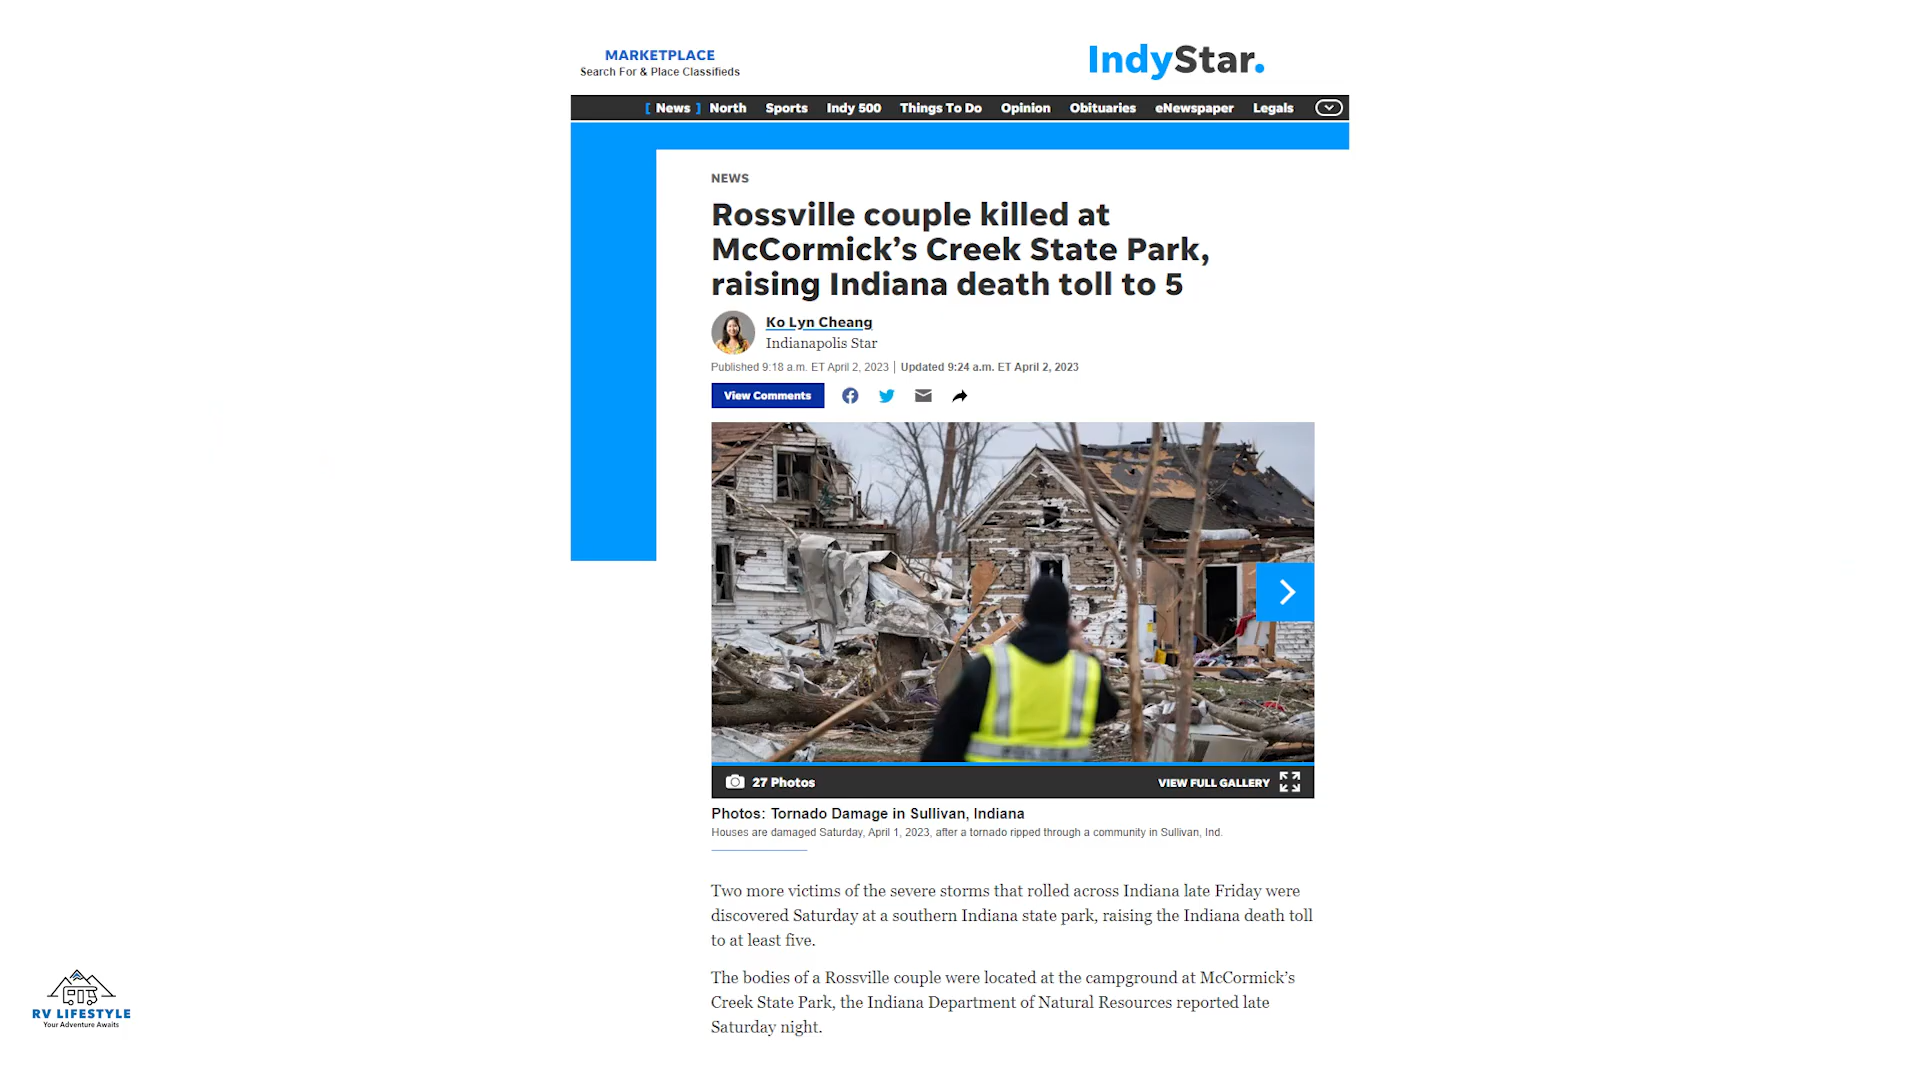 MARKETPLACE
Search For & Place Classifieds
IndyStar.
[ News ] North Sports Indy 500 Things To Do Opinion Obituaries eNewspaper Legals
NEWS
Rossville couple killed at
McCormick’s Creek State Park,
raising Indiana death toll to 5
Ko Lyn Cheang
Indianapolis Star
Published 9:18 a.m. ET April 2, 2023 | Updated 9:24 a.m. ET April 2, 2023
View Comments
27 Photos
VIEW FULL GALLERY
Photos: Tornado Damage in Sullivan, Indiana
Houses are damaged Saturday, April 1, 2023, after a tornado ripped through a community in Sullivan, Ind.
Two more victims of the severe storms that rolled across Indiana late Friday were
discovered Saturday at a southern Indiana state park, raising the Indiana death toll
to at least five.
The bodies of a Rossville couple were located at the campground at McCormick’s
Creek State Park, the Indiana Department of Natural Resources reported late
Saturday night.
RV LIFESTYLE
Your Adventure Awaits